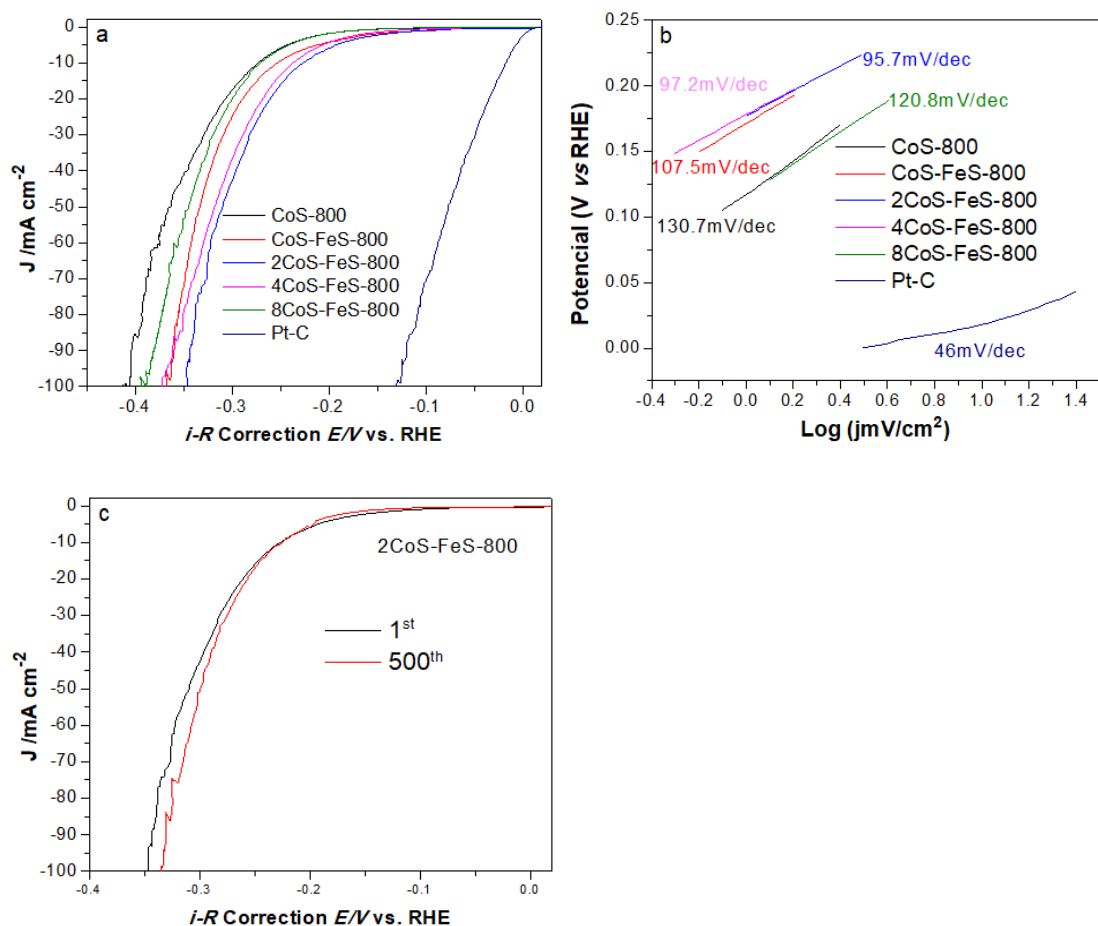 a
0
-10
-20
-30
-40
-50
-60
-70
-80
-90
-100
J /mA cm-2
CoS-800
CoS-FeS-800
2CoS-FeS-800
4CoS-FeS-800
8CoS-FeS-800
Pt-C
-0.4 -0.3 -0.2 -0.1 0.0
i-R Correction E/V vs. RHE
b
0.25
0.20
0.15
0.10
0.05
0.00
Potencial (V vs RHE)
95.7mV/dec
97.2mV/dec
120.8mV/dec
107.5mV/dec
130.7mV/dec
46mV/dec
CoS-800
CoS-FeS-800
2CoS-FeS-800
4CoS-FeS-800
8CoS-FeS-800
Pt-C
-0.4 -0.2 0.0 0.2 0.4 0.6 0.8 1.0 1.2 1.4
Log (jmV/cm2)
c
0
-10
-20
-30
-40
-50
-60
-70
-80
-90
-100
J /mA cm-2
2CoS-FeS-800
1st
500th
-0.4 -0.3 -0.2 -0.1 0.0
i-R Correction E/V vs. RHE